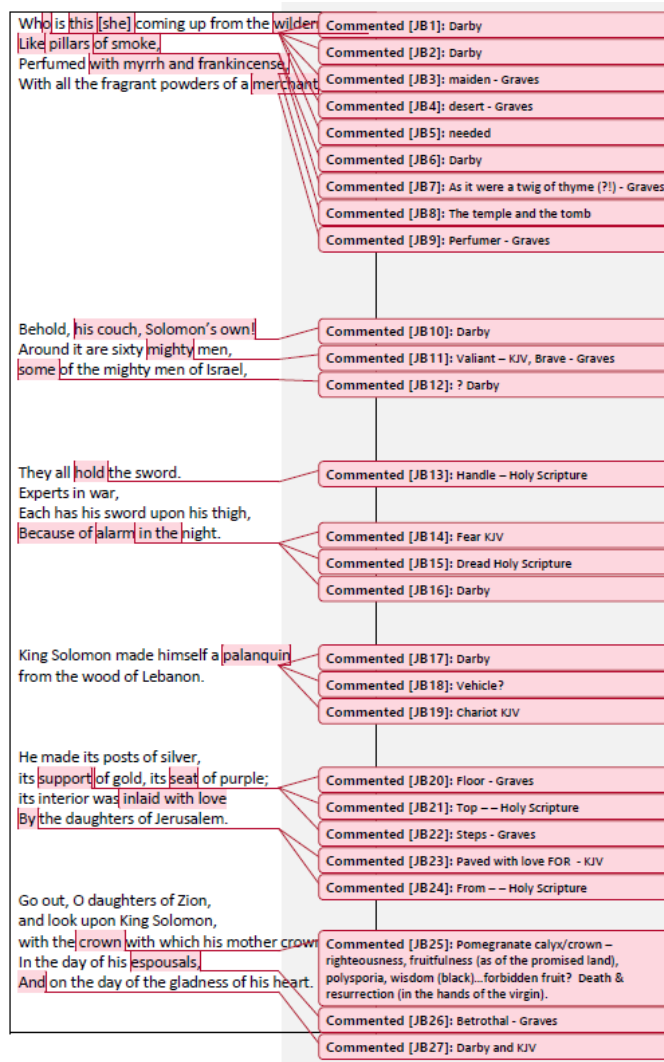 Who is this [she] coming up from the wilder
Like pillars of smoke,
Perfumed with myrrh and frankincense,
With all the fragrant powders of a merchant
Commented [JB1]: Darby
Commented [JB2]: Darby
Commented [JB3]: maiden - Graves
Commented [JB4]: desert - Graves
Commented [JB5]: needed
Commented [JB6]: Darby
Commented [JB7]: As it were a twig of thyme (?!) - Graves
Commented [JB8]: The temple and the tomb
Commented [JB9]: Perfumer - Graves
Behold, his couch, Solomon's own!
Around it are sixty mighty men,
some of the mighty men of Israel,
Commented [JB10]: Darby
Commented [JB11]: Valiant – KJV, Brave - Graves
Commented [JB12]: ? Darby
They all hold the sword.
Experts in war,
Each has his sword upon his thigh,
Because of alarm in the night.
Commented [JB13]: Handle – Holy Scripture
Commented [JB14]: Fear KJV
Commented [JB15]: Dread Holy Scripture
Commented [JB16]: Darby
King Solomon made himself a palanquin
from the wood of Lebanon.
Commented [JB17]: Darby
Commented [JB18]: Vehicle?
Commented [JB19]: Chariot KJV
He made its posts of silver,
its support of gold, its seat of purple;
its interior was inlaid with love
By the daughters of Jerusalem.
Commented [JB20]: Floor - Graves
Commented [JB21]: Top – – Holy Scripture
Commented [JB22]: Steps - Graves
Commented [JB23]: Paved with love FOR - KJV
Commented [JB24]: From – – Holy Scripture
Go out, O daughters of Zion,
and look upon King Solomon,
with the crown with which his mother crown
In the day of his espousals,
And on the day of the gladness of his heart.
Commented [JB25]: Pomegranate calyx/crown –
righteousness, fruitfulness (as of the promised land),
polysporia, wisdom (black)...forbidden fruit? Death &
resurrection (in the hands of the virgin).
Commented [JB26]: Betrothal - Graves
Commented [JB27]: Darby and KJV